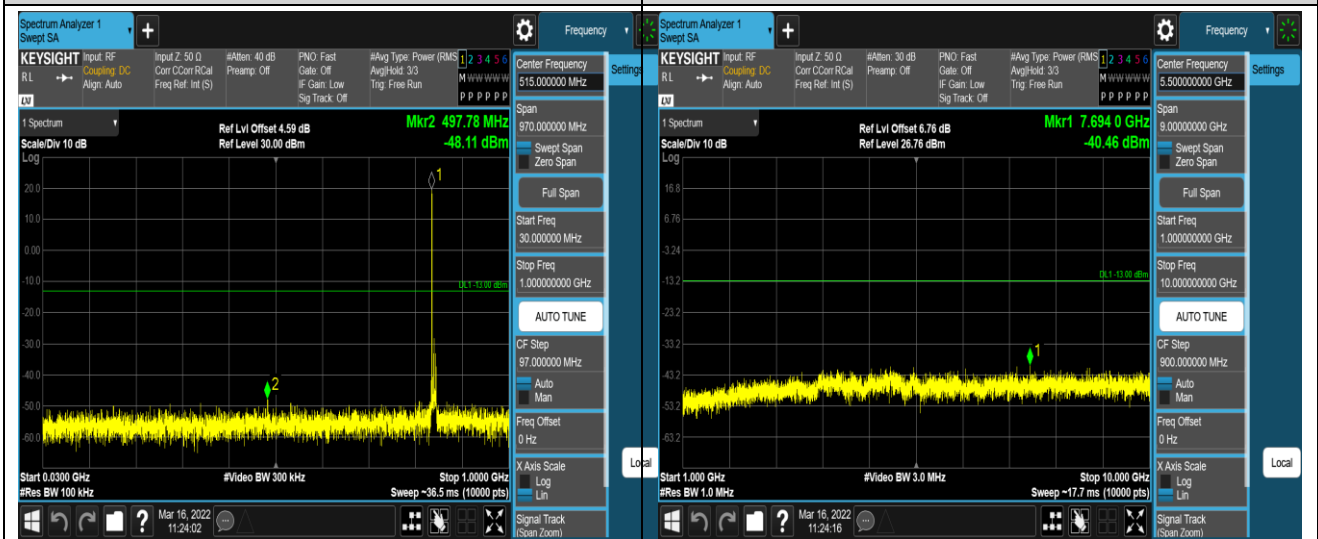 Spectrum Analyzer 1
Swept SA
+
Frequency
KEYSIGHT
RL
LXI
Input: RF
Coupling: DC
Align: Auto
Input Z: 50 Ω
Corr CCorr RCal
Freq Ref: Int (S)
#Atten: 40 dB
Preamp: Off
PNO: Fast
Gate: Off
IF Gain: Low
Sig Track: Off
#Avg Type: Power (RMS
Avg|Hold: 3/3
Trig: Free Run
1 2 3 4 5 6
M W W W W W
P P P P P P
Center Frequency
515.000000 MHz
Settings
Span
970.000000 MHz
Swept Span
Zero Span
Full Span
Start Freq
30.000000 MHz
Stop Freq
1.000000000 GHz
AUTO TUNE
CF Step
97.000000 MHz
Auto
Man
Freq Offset
0 Hz
X Axis Scale
Log
Lin
Local
Signal Track
(Span Zoom)
1 Spectrum
Scale/Div 10 dB
Log
Ref Lvl Offset 4.59 dB
Ref Level 30.00 dBm
Mkr2 497.78 MHz
-48.11 dBm
1
20.0
10.0
0.00
-10.0
DL1 -13.00 dBm
-20.0
-30.0
-40.0
2
-50.0
-60.0
Start 0.0300 GHz
#Video BW 300 kHz
Stop 1.0000 GHz
#Res BW 100 kHz
Sweep ~36.5 ms (10000 pts)
?
Mar 16, 2022
11:24:02
Spectrum Analyzer 1
Swept SA
+
Frequency
KEYSIGHT
RL
LXI
Input: RF
Coupling: DC
Align: Auto
Input Z: 50 Ω
Corr CCorr RCal
Freq Ref: Int (S)
#Atten: 30 dB
Preamp: Off
PNO: Fast
Gate: Off
IF Gain: Low
Sig Track: Off
#Avg Type: Power (RMS
Avg|Hold: 3/3
Trig: Free Run
1 2 3 4 5 6
M W W W W W
P P P P P P
Center Frequency
5.500000000 GHz
Settings
Span
9.00000000 GHz
Swept Span
Zero Span
Full Span
Start Freq
1.000000000 GHz
Stop Freq
10.000000000 GHz
AUTO TUNE
CF Step
900.000000 MHz
Auto
Man
Freq Offset
0 Hz
X Axis Scale
Log
Lin
Local
Signal Track
(Span Zoom)
1 Spectrum
Scale/Div 10 dB
Log
Ref Lvl Offset 6.76 dB
Ref Level 26.76 dBm
Mkr1 7.694 0 GHz
-40.46 dBm
16.8
6.76
-3.24
-13.2
DL1 -13.00 dBm
-23.2
-33.2
1
-43.2
-53.2
-63.2
Start 1.000 GHz
#Video BW 3.0 MHz
Stop 10.000 GHz
#Res BW 1.0 MHz
Sweep ~17.7 ms (10000 pts)
?
Mar 16, 2022
11:24:16